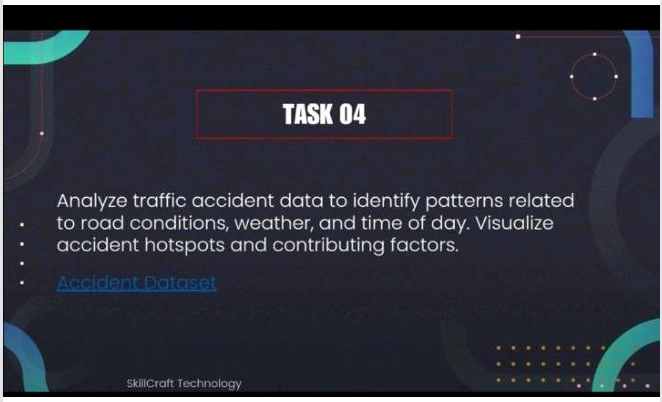 TASK 04
Analyze traffic accident data to identify patterns related
to road conditions, weather, and time of day. Visualize
accident hotspots and contributing factors.
Accident Dataset
SkillCraft Technology